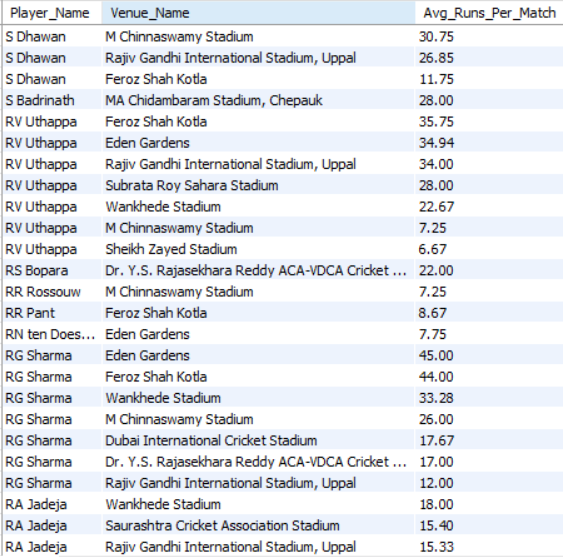 Player_Name Venue_Name Avg_Runs_Per_Match
S Dhawan M Chinnaswamy Stadium 30.75
S Dhawan Rajiv Gandhi International Stadium, Uppal 26.85
S Dhawan Feroz Shah Kotla 11.75
S Badrinath MA Chidambaram Stadium, Chepauk 28.00
RV Uthappa Feroz Shah Kotla 35.75
RV Uthappa Eden Gardens 34.94
RV Uthappa Rajiv Gandhi International Stadium, Uppal 34.00
RV Uthappa Subrata Roy Sahara Stadium 28.00
RV Uthappa Wankhede Stadium 22.67
RV Uthappa M Chinnaswamy Stadium 7.25
RV Uthappa Sheikh Zayed Stadium 6.67
RS Bopara Dr. Y.S. Rajasekhara Reddy ACA-VDCA Cricket ... 22.00
RR Rossouw M Chinnaswamy Stadium 7.25
RR Pant Feroz Shah Kotla 8.67
RN ten Does... Eden Gardens 7.75
RG Sharma Eden Gardens 45.00
RG Sharma Feroz Shah Kotla 44.00
RG Sharma Wankhede Stadium 33.28
RG Sharma M Chinnaswamy Stadium 26.00
RG Sharma Dubai International Cricket Stadium 17.67
RG Sharma Dr. Y.S. Rajasekhara Reddy ACA-VDCA Cricket ... 17.00
RG Sharma Rajiv Gandhi International Stadium, Uppal 12.00
RA Jadeja Wankhede Stadium 18.00
RA Jadeja Saurashtra Cricket Association Stadium 15.40
RA Jadeja Rajiv Gandhi International Stadium, Uppal 15.33